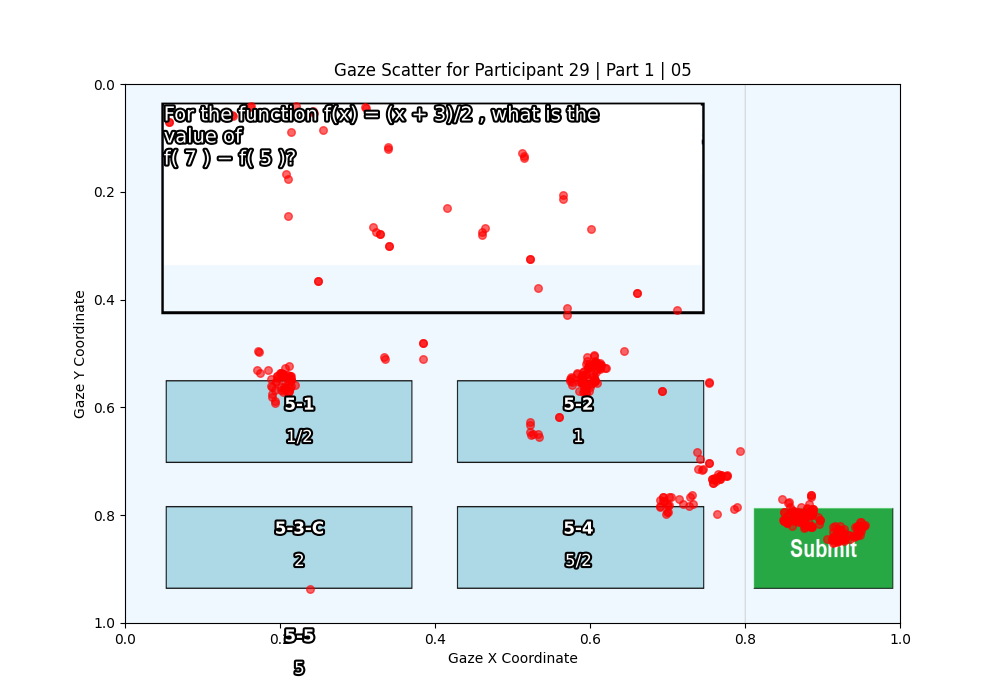 Gaze Scatter for Participant 29 | Part 1 | 05
0.0
0.2
0.4
0.6
0.8
1.0
Gaze Y Coordinate
For the function f(x) = (x + 3)/2 , what is the
value of
f( 7 ) − f( 5 )?
5-1
1/2
5-2
1
5-3-C
2
5-4
5/2
Submit
5-5
5
0.0
0.2
0.4
0.6
0.8
1.0
Gaze X Coordinate